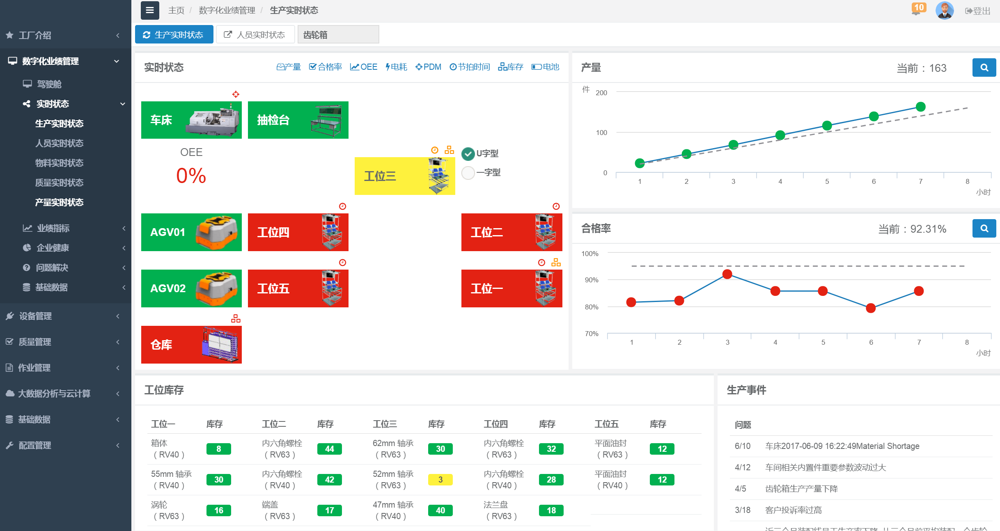 主页 / 数字化业绩管理 / 生产实时状态
10
登出
工厂介绍
数字化业绩管理
驾驶舱
实时状态
生产实时状态
人员实时状态
物料实时状态
质量实时状态
产量实时状态
业绩指标
企业健康
问题解决
基础数据
设备管理
质量管理
作业管理
大数据分析与云计算
基础数据
配置管理
生产实时状态
人员实时状态
齿轮箱
实时状态
产量 合格率 OEE 电耗 PDM 节拍时间 库存 电池
车床
抽检台
OEE
0%
工位三
U字型
一字型
AGV01
工位四
工位二
AGV02
工位五
工位一
仓库
产量
当前：163
件
200
100
0
1 2 3 4 5 6 7 8
小时
合格率
当前：92.31%
100%
90%
80%
70%
1 2 3 4 5 6 7 8
小时
工位库存
工位一 库存 工位二 库存 工位三 库存 工位四 库存 工位五 库存
箱体（RV40） 8 内六角螺栓（RV63） 44 62mm 轴承（RV63） 30 内六角螺栓（RV63） 32 平面油封（RV63） 12
55mm 轴承（RV40） 30 内六角螺栓（RV40） 42 52mm 轴承（RV63） 3 内六角螺栓（RV40） 28 平面油封（RV40） 12
涡轮（RV63） 16 端盖（RV63） 17 47mm 轴承（RV40） 40 法兰盘（RV63） 18
生产事件
问题
6/10 车床2017-06-09 16:22:49Material Shortage
4/12 车间相关内置件重要参数波动过大
4/5 齿轮箱生产产量下降
3/18 客户投诉率过高